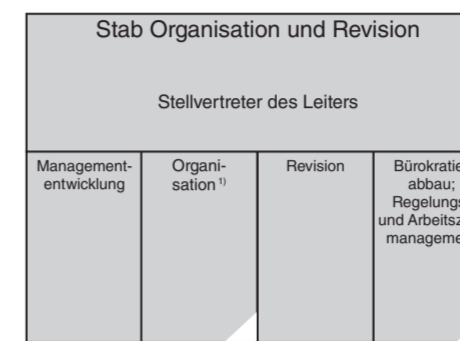 Stab Organisation und Revision
Stellvertreter des Leiters
Management-
entwicklung
Organi-
sation 1)
Revision
Bürokratie
abbau;
Regelungs
und Arbeitsz
manageme